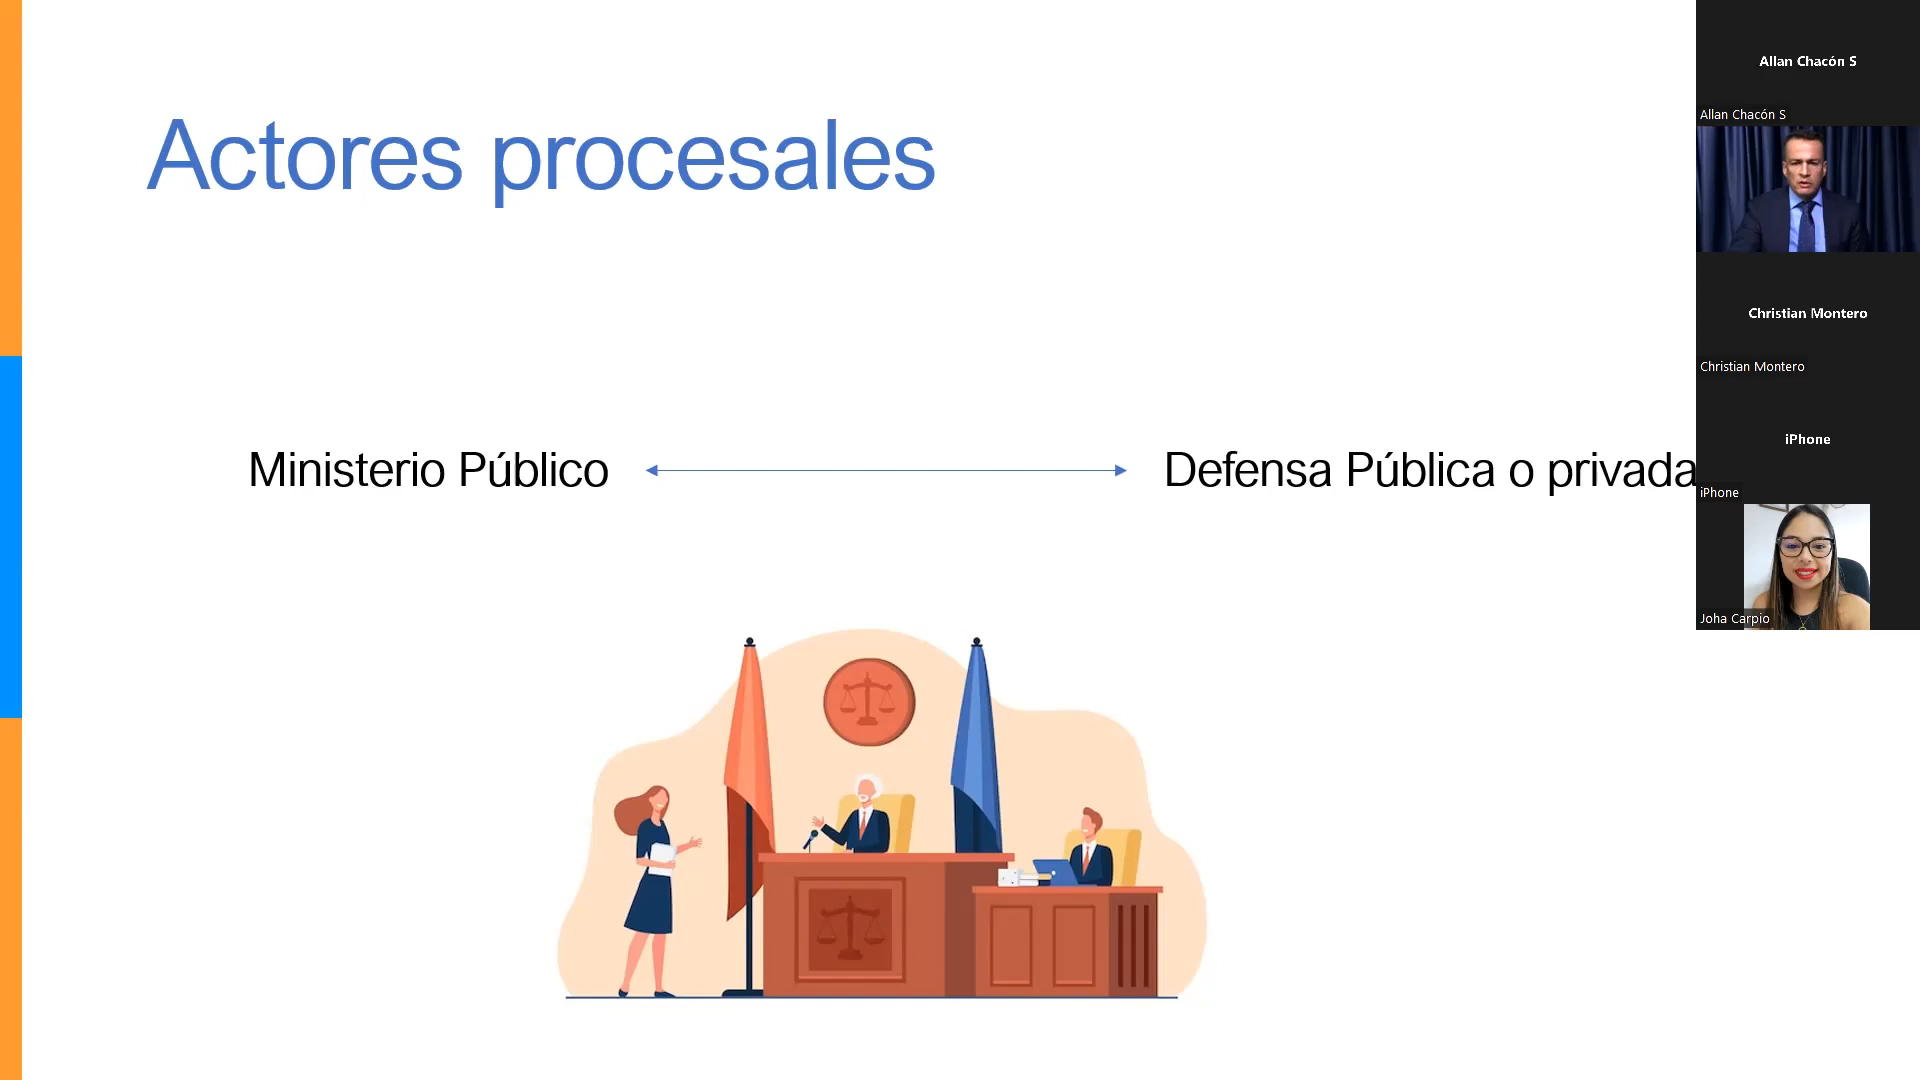 Actores procesales
Ministerio Público
Defensa Pública o privada
Allan Chacón S
Allan Chacón S
Christian Montero
Christian Montero
iPhone
iPhone
Joha Carpio